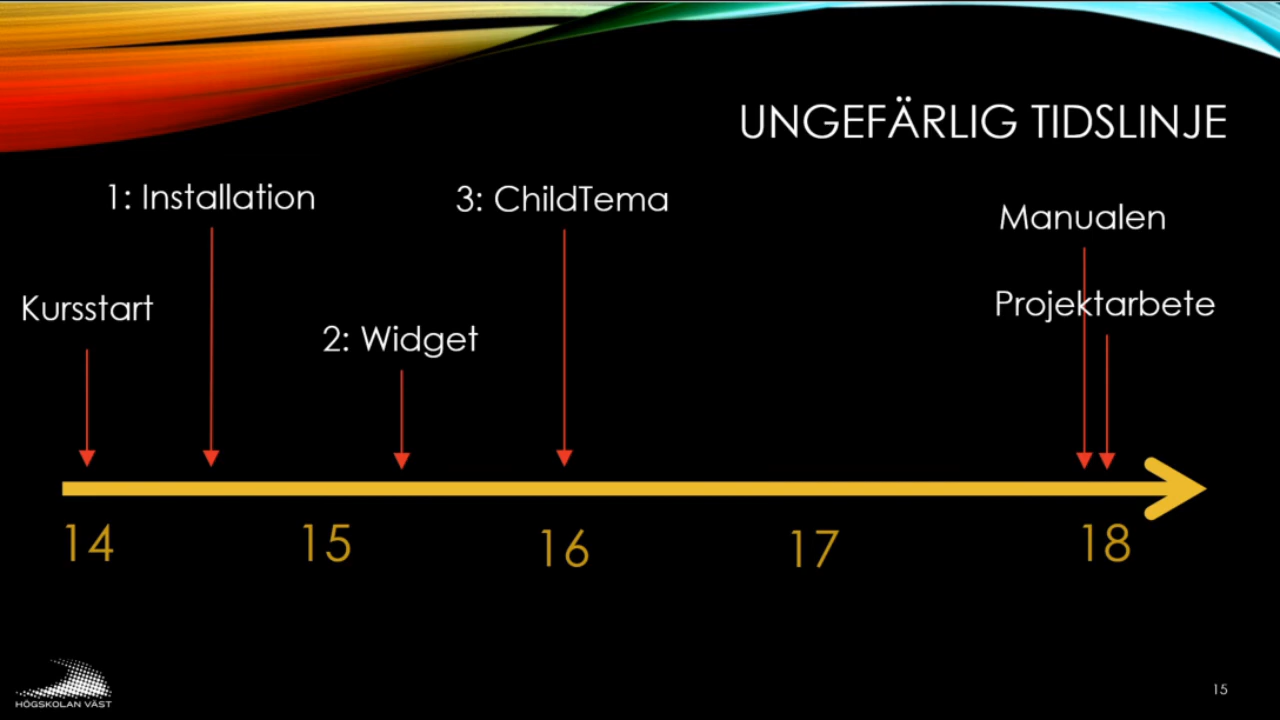 UNGEFÄRLIG TIDSLINJE
1: Installation
3: ChildTema
Manualen
Kursstart
Projektarbete
2: Widget
14
15
16
17
18
HÖGSKOLAN VÄST
15